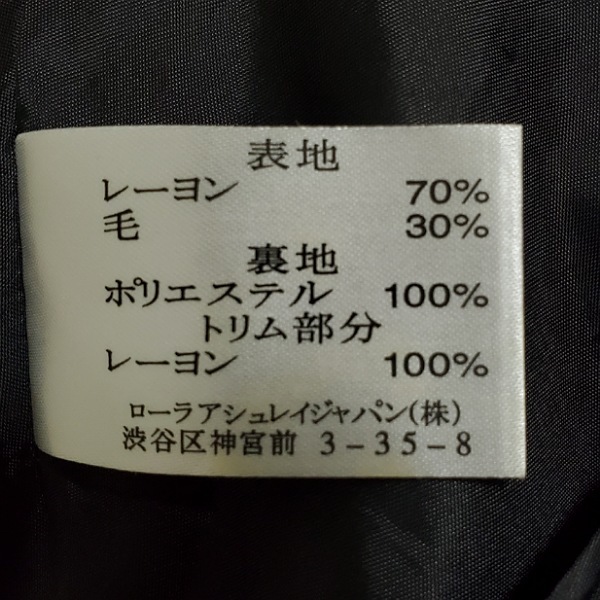 表地
レーヨン 70%
毛 30%
裏地
ポリエステル 100%
トリム部分
レーヨン 100%
ローラアシュレイジャパン(株)
渋谷区神宮前 3-35-8